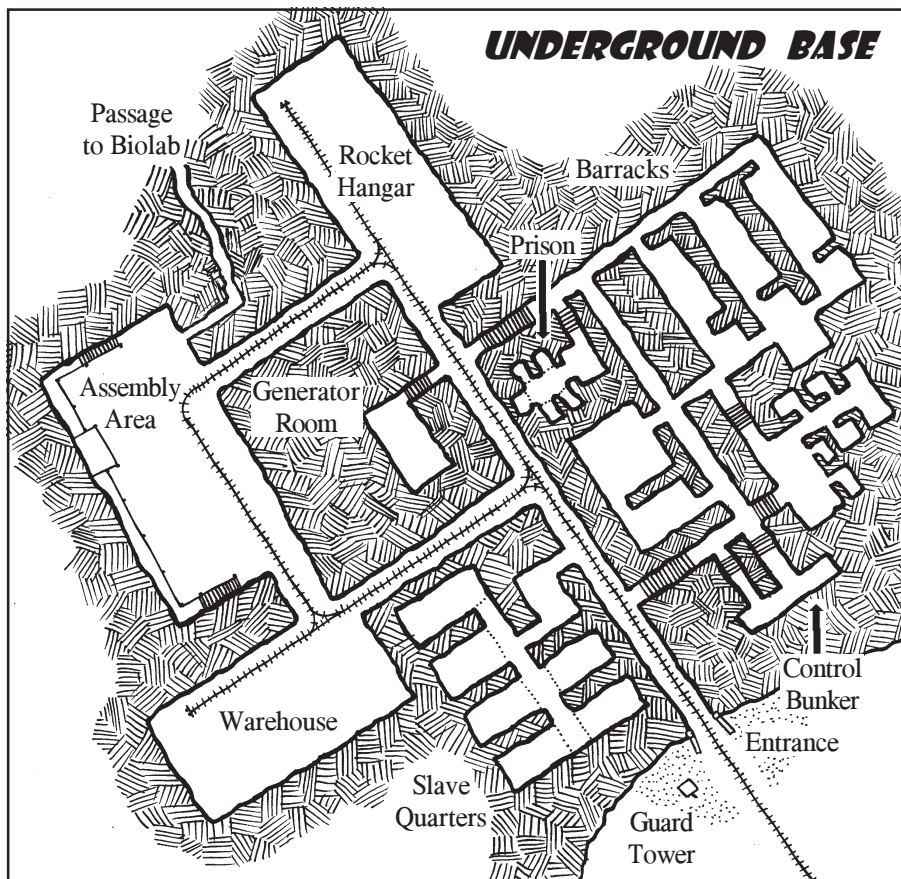 UNDERGROUND BASE
Passage
to Biolab
Rocket
Hangar
Barracks
Prison
Assembly
Area
Generator
Room
Warehouse
Slave
Quarters
Control
Bunker
Entrance
Guard
Tower